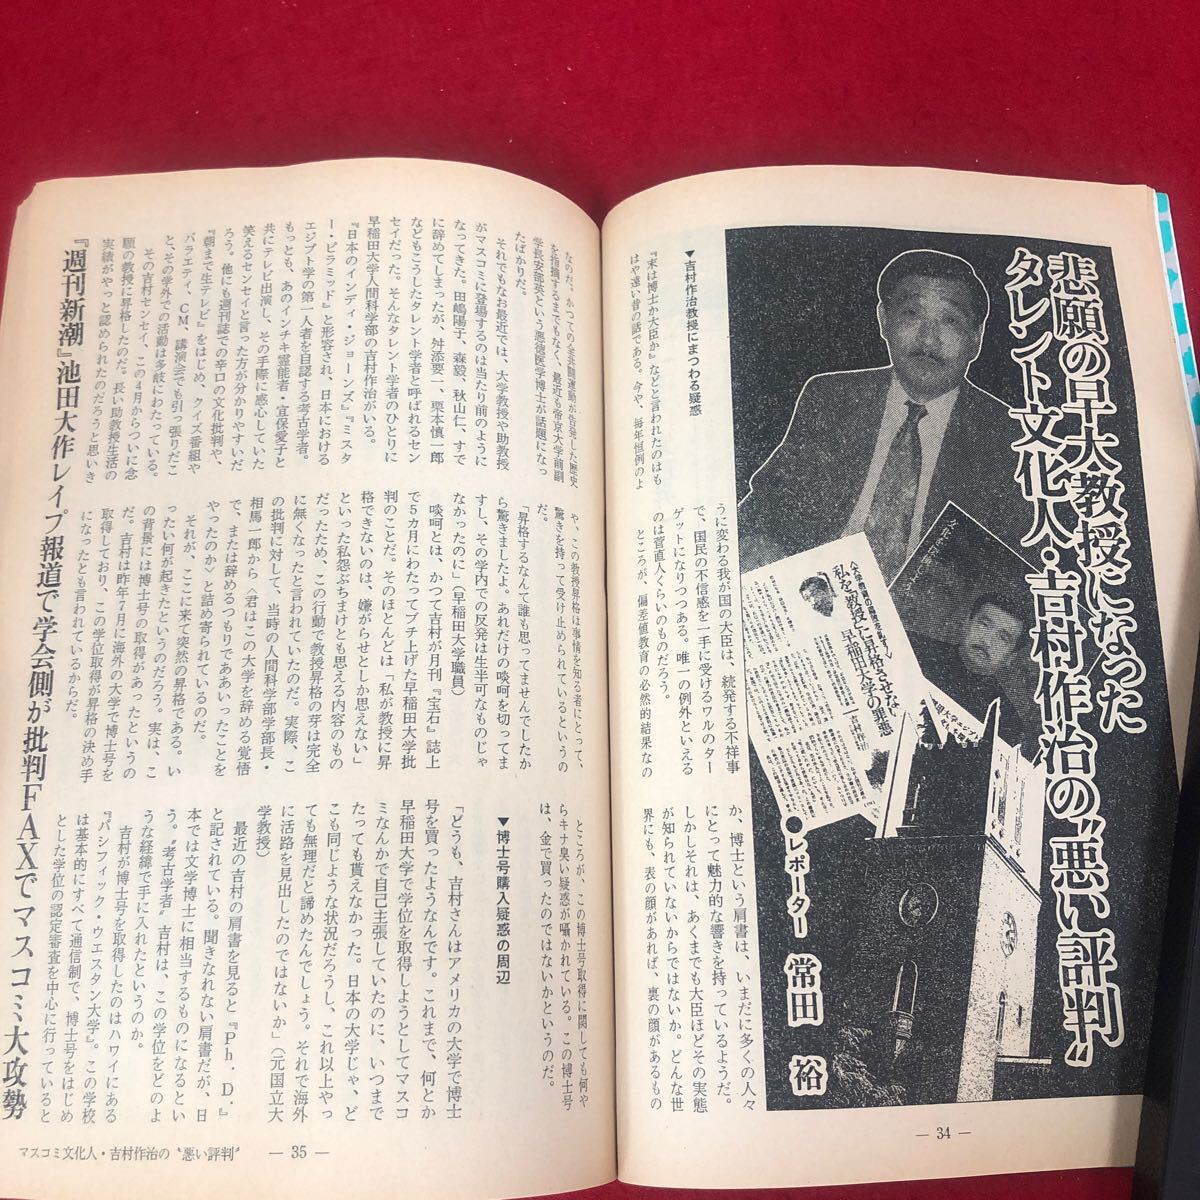 悲願の早大教授になった
タレント文化人・吉村作治の〝悪い評判〟
●レポーター 常田 裕
私を「教授」に昇格させない
早稲田大学の罪悪
吉村作治
▼吉村作治教授にまつわる疑惑
『末は博士か大臣か』などと言われたのはも
はや遠い昔の話である。今や、毎年恒例のよ
うに変わる我が国の大臣は、続発する不祥事
で、国民の不信感を一手に受けるワルのター
ゲットになりつつある。唯一の例外といえる
のは菅直人くらいのものだろう。
ところが、偏差値教育の必然的結果なの
か、博士という肩書は、いまだに多くの人々
にとって魅力的な響きを持っているようだ。
しかしそれは、あくまでも大臣ほどその実態
が知られていないからではないか。どんな世
界にも、表の顔があれば、裏の顔があるもの
— 34 —
なのだ。かつての全共闘運動が告発した歴史
を指摘するまでもなく、最近も帝京大学前副
学長安部英という悪徳医学博士が話題になっ
たばかりだ。
それでもなお最近では、大学教授や助教授
がマスコミに登場するのは当たり前のように
なってきた。田嶋陽子、森毅、秋山仁、すで
に辞めてしまったが、舛添要一、栗本慎一郎
などもこうしたタレント学者と呼ばれるセン
セイだった。そんなタレント学者のひとりに
早稲田大学人間科学部の吉村作治がいる。
『日本のインディ・ジョーンズ』『ミスタ
ー・ピラミッド』と形容され、日本における
エジプト学の第一人者を自認する考古学者。
もっとも、あのインチキ霊能者・宜保愛子と
共にテレビ出演し、その手際に感心していた
笑えるセンセイと言った方が分かりやすいだ
ろう。他にも週刊誌での辛口の文化批判や、
『朝まで生テレビ』をはじめ、クイズ番組や
バラエティ、CM、講演会でも引っ張りだこ
と、その学外での活動は多岐にわたっている。
その吉村センセイ、この4月からついに念
願の教授に昇格したのだ。長い助教授生活の
実績がやっと認められたのだろうと思いき
や、この教授昇格は事情を知る者にとって、
驚きを持って受け止められているというの
だ。
「昇格するなんて誰も思ってませんでしたか
ら驚きましたよ。あれだけの啖呵を切ってま
すし、その学内での反発は生半可なものじゃ
なかったのに」(早稲田大学職員)
啖呵とは、かつて吉村が月刊『宝石』誌上
で5カ月にわたってブチ上げた早稲田大学批
判のことだ。そのほとんどは「私が教授に昇
格できないのは、嫌がらせとしか思えない」
といった私怨ぶちまけとも思える内容のもの
だったため、この行動で教授昇格の芽は完全
に無くなったと言われていたのだ。実際、こ
の批判に対して、当時の人間科学部学部長・
相馬一郎から〈君はこの大学を辞める覚悟
で、または辞めるつもりでああいったことを
やったのか〉と詰め寄られているのだ。
それが、ここに来て突然の昇格である。い
ったい何が起きたというのだろう。実は、こ
の背景には博士号の取得があったというの
だ。吉村は昨年7月に海外の大学で博士号を
取得しており、この学位取得が昇格の決め手
になったとも言われているからだ。
ところが、この博士号取得に関しても何や
らキナ臭い疑惑が囁かれている。この博士号
は、金で買ったのではないかというのだ。
▼博士号購入疑惑の周辺
「どうも、吉村さんはアメリカの大学で博士
号を買ったようなんです。これまで、何とか
早稲田大学で学位を取得しようとしてマスコ
ミなんかで自己主張していたのに、いつまで
たっても貰えなかった。日本の大学じゃ、ど
こも同じような状況だろうし、これ以上やっ
ても無理だと諦めたんでしょう。それで海外
に活路を見出したのではないか」(元国立大
学教授)
最近の吉村の肩書を見ると『Ph.D.』
と記されている。聞きなれない肩書だが、日
本では文学博士に相当するものになるとい
う。〝考古学者〟吉村は、この学位をどのよ
うな経緯で手に入れたというのか。
吉村が博士号を取得したのはハワイにある
『パシフィック・ウエスタン大学』。この学校
は基本的にすべて通信制で、博士号をはじめ
とした学位の認定審査を中心に行っていると
『週刊新潮』池田大作レイプ報道で学会側が批判FAXでマスコミ大攻勢
マスコミ文化人・吉村作治の〝悪い評判〟
— 35 —